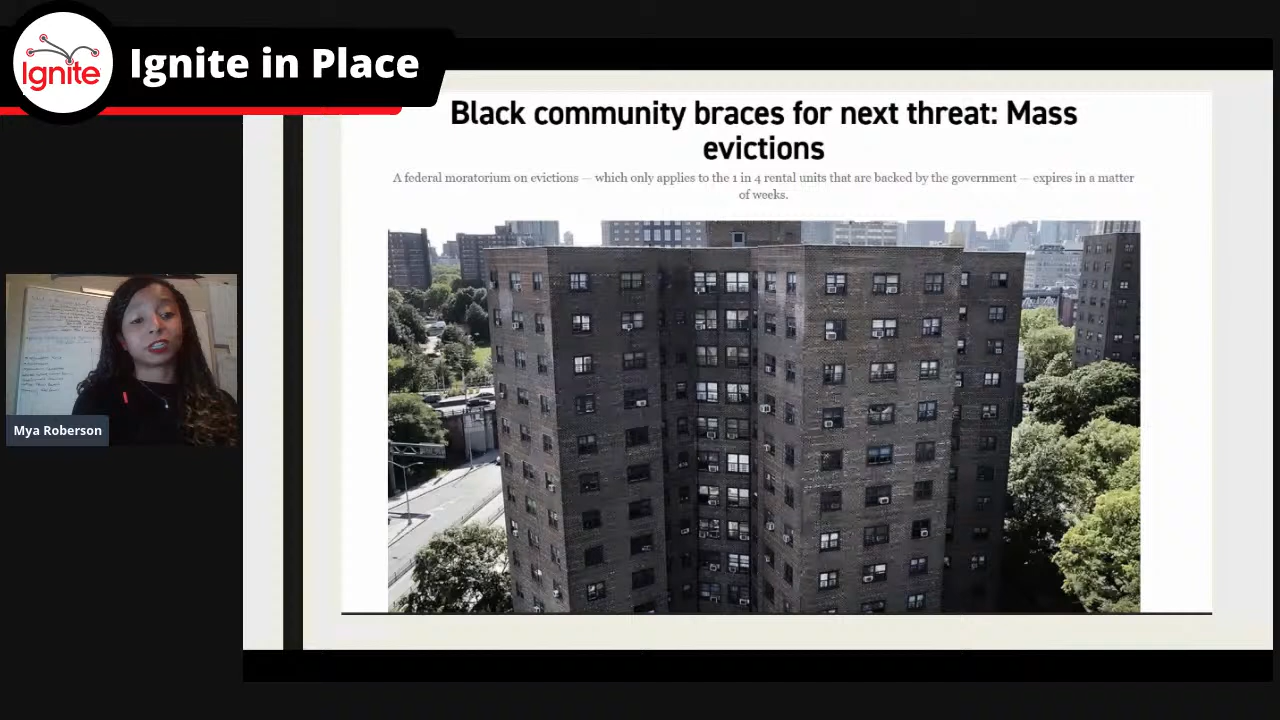 Ignite
Ignite in Place
Black community braces for next threat: Mass
evictions
A federal moratorium on evictions — which only applies to the 1 in 4 rental units that are backed by the government — expires in a matter
of weeks.
Mya Roberson